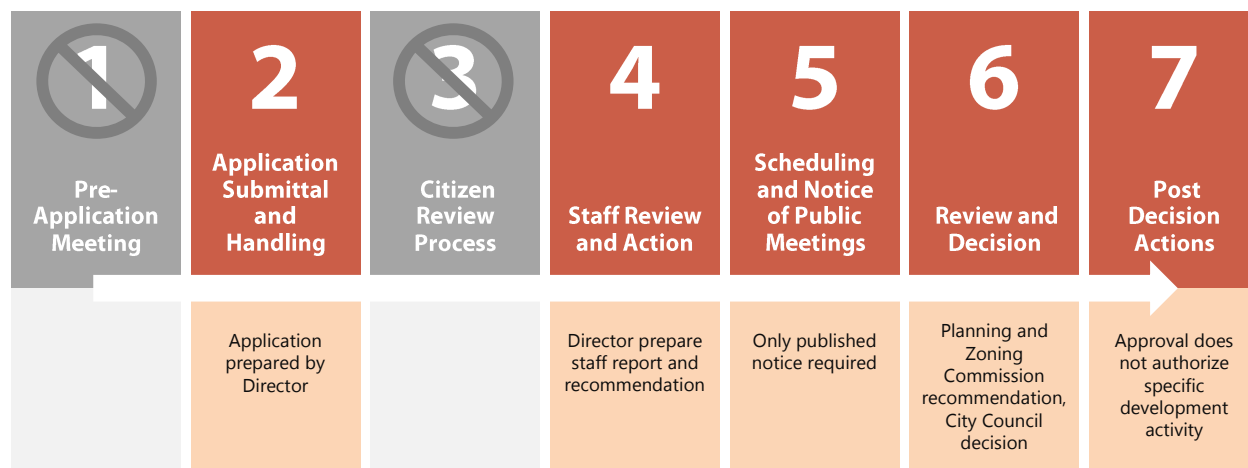 1
Pre-
Application
Meeting
2
Application
Submittal
and
Handling
Application
prepared by
Director
3
Citizen
Review
Process
4
Staff Review
and Action
Director prepare
staff report and
recommendation
5
Scheduling
and Notice
of Public
Meetings
Only published
notice required
6
Review and
Decision
Planning and
Zoning
Commission
recommendation,
City Council
decision
7
Post
Decision
Actions
Approval does
not authorize
specific
development
activity